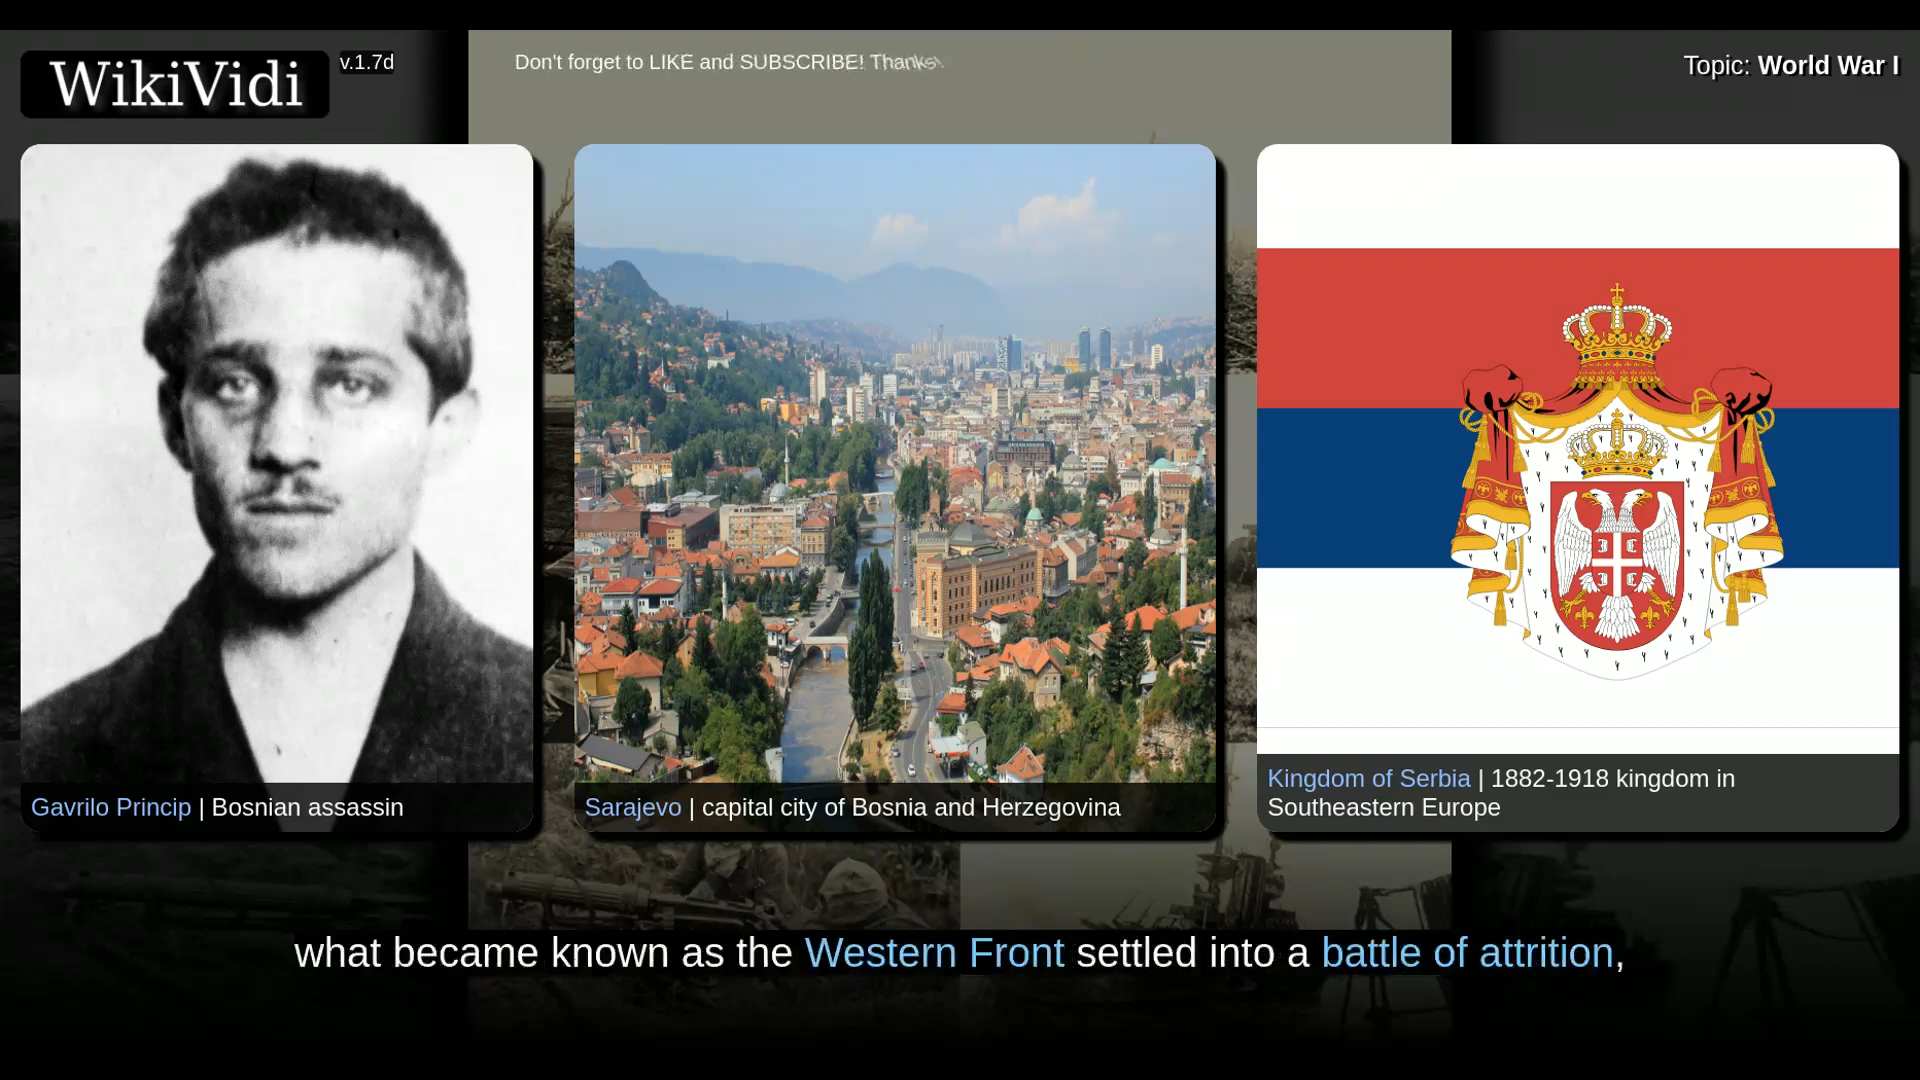 WikiVidi
v.1.7d
Don't forget to LIKE and SUBSCRIBE! Thanks!
Topic: World War I
Gavrilo Princip | Bosnian assassin
Sarajevo | capital city of Bosnia and Herzegovina
Kingdom of Serbia | 1882-1918 kingdom in
Southeastern Europe
what became known as the Western Front settled into a battle of attrition,